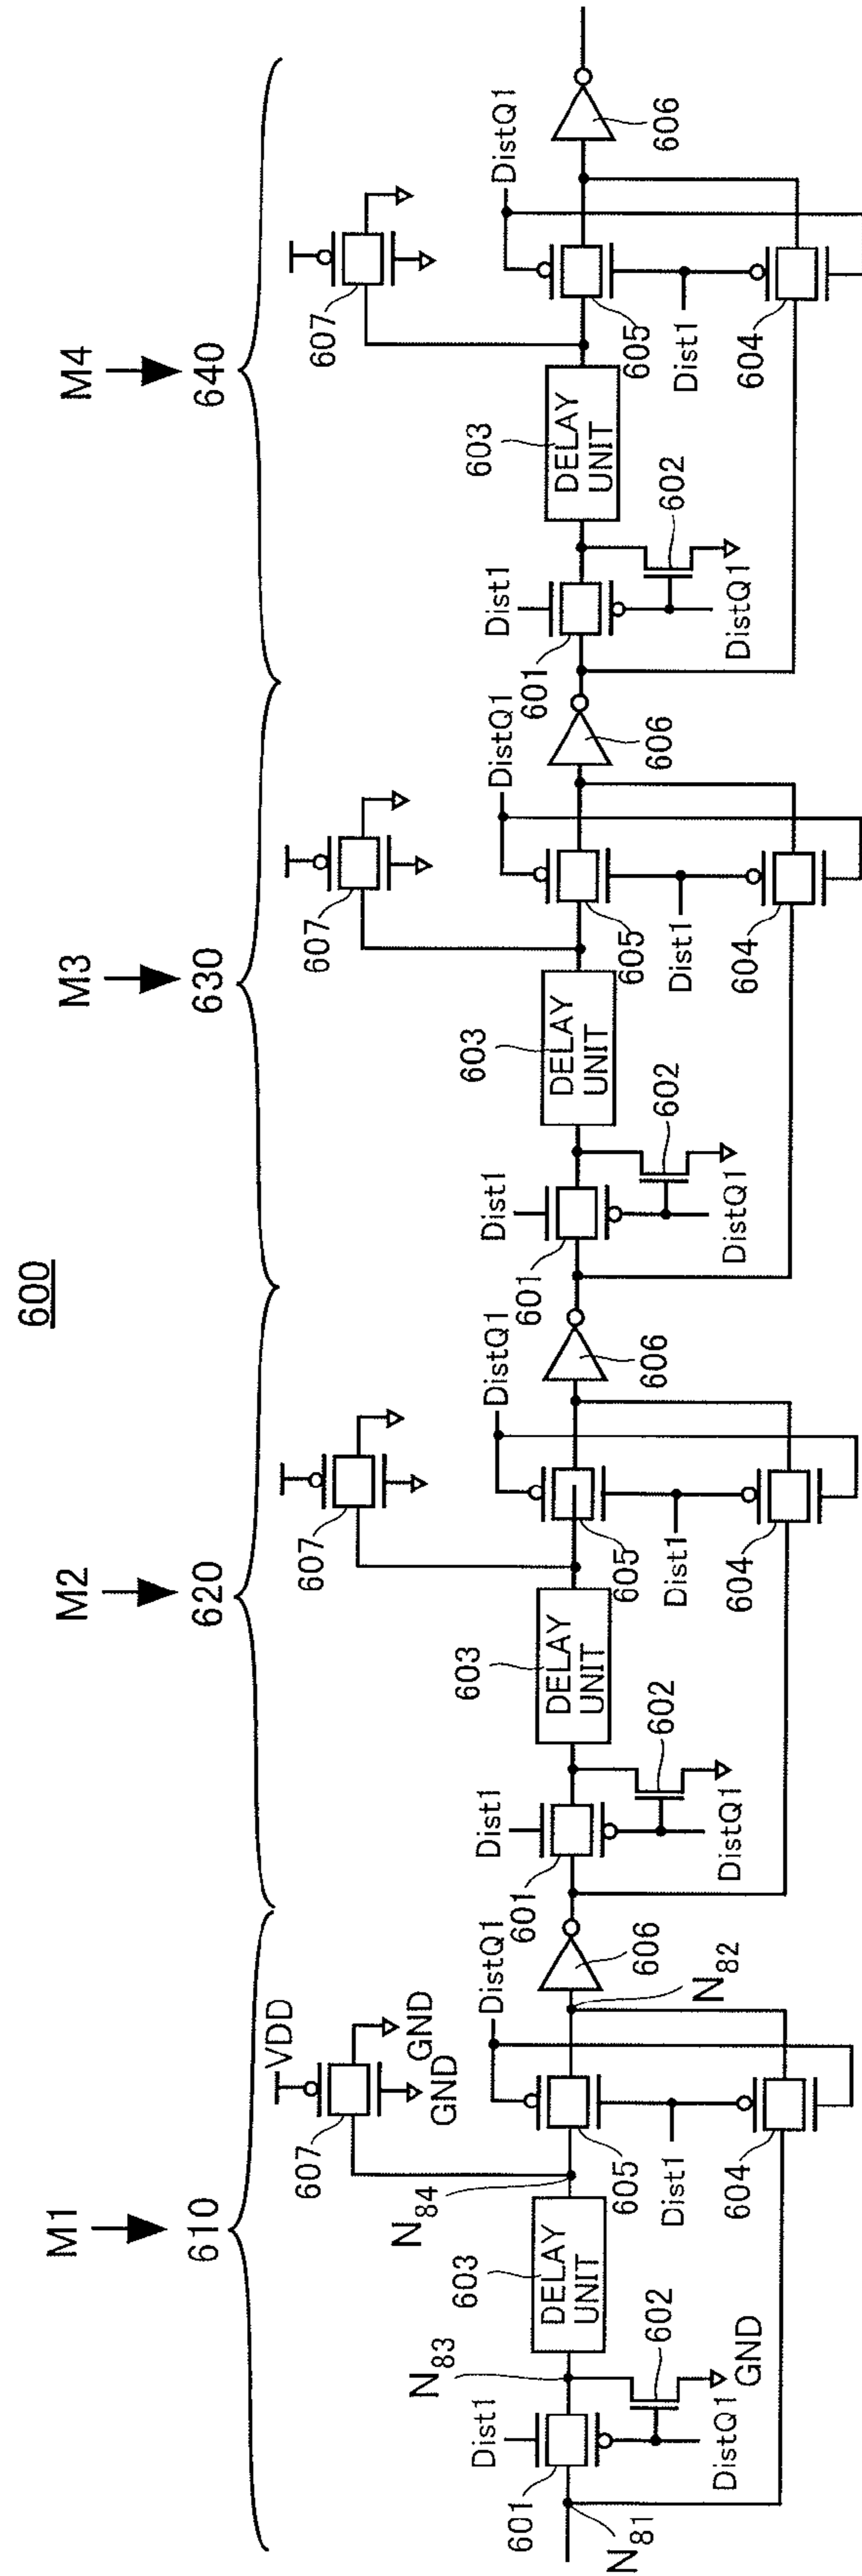 600
M1
M2
M3
M4
610
620
630
640
VDD
GND
GND
607
607
607
607
N84
DistQ1
DistQ1
DistQ1
DistQ1
N83
Dist1
603
DELAY
UNIT
Dist1
603
DELAY
UNIT
Dist1
603
DELAY
UNIT
Dist1
603
DELAY
UNIT
N81
601
602
605
N82
606
601
602
605
606
601
602
605
606
601
602
605
606
DistQ1
GND
Dist1
604
DistQ1
Dist1
604
DistQ1
Dist1
604
DistQ1
Dist1
604